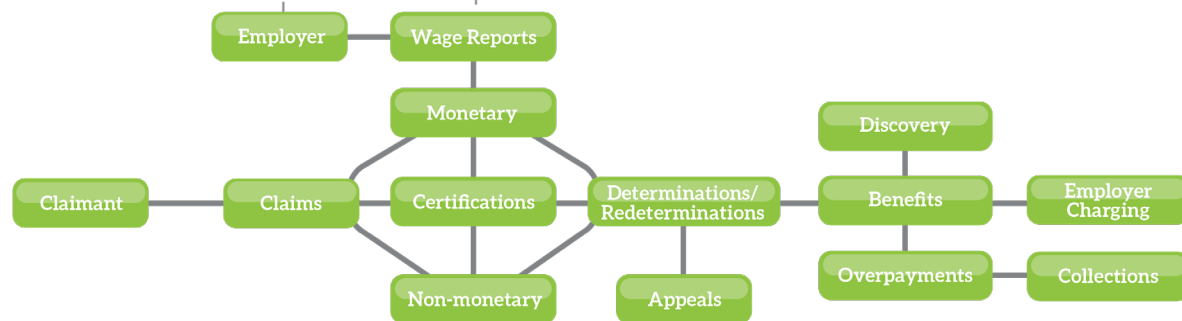 Employer
Wage Reports
Monetary
Discovery
Claimant
Claims
Certifications
Determinations/
Redeterminations
Benefits
Employer
Charging
Non-monetary
Appeals
Overpayments
Collections